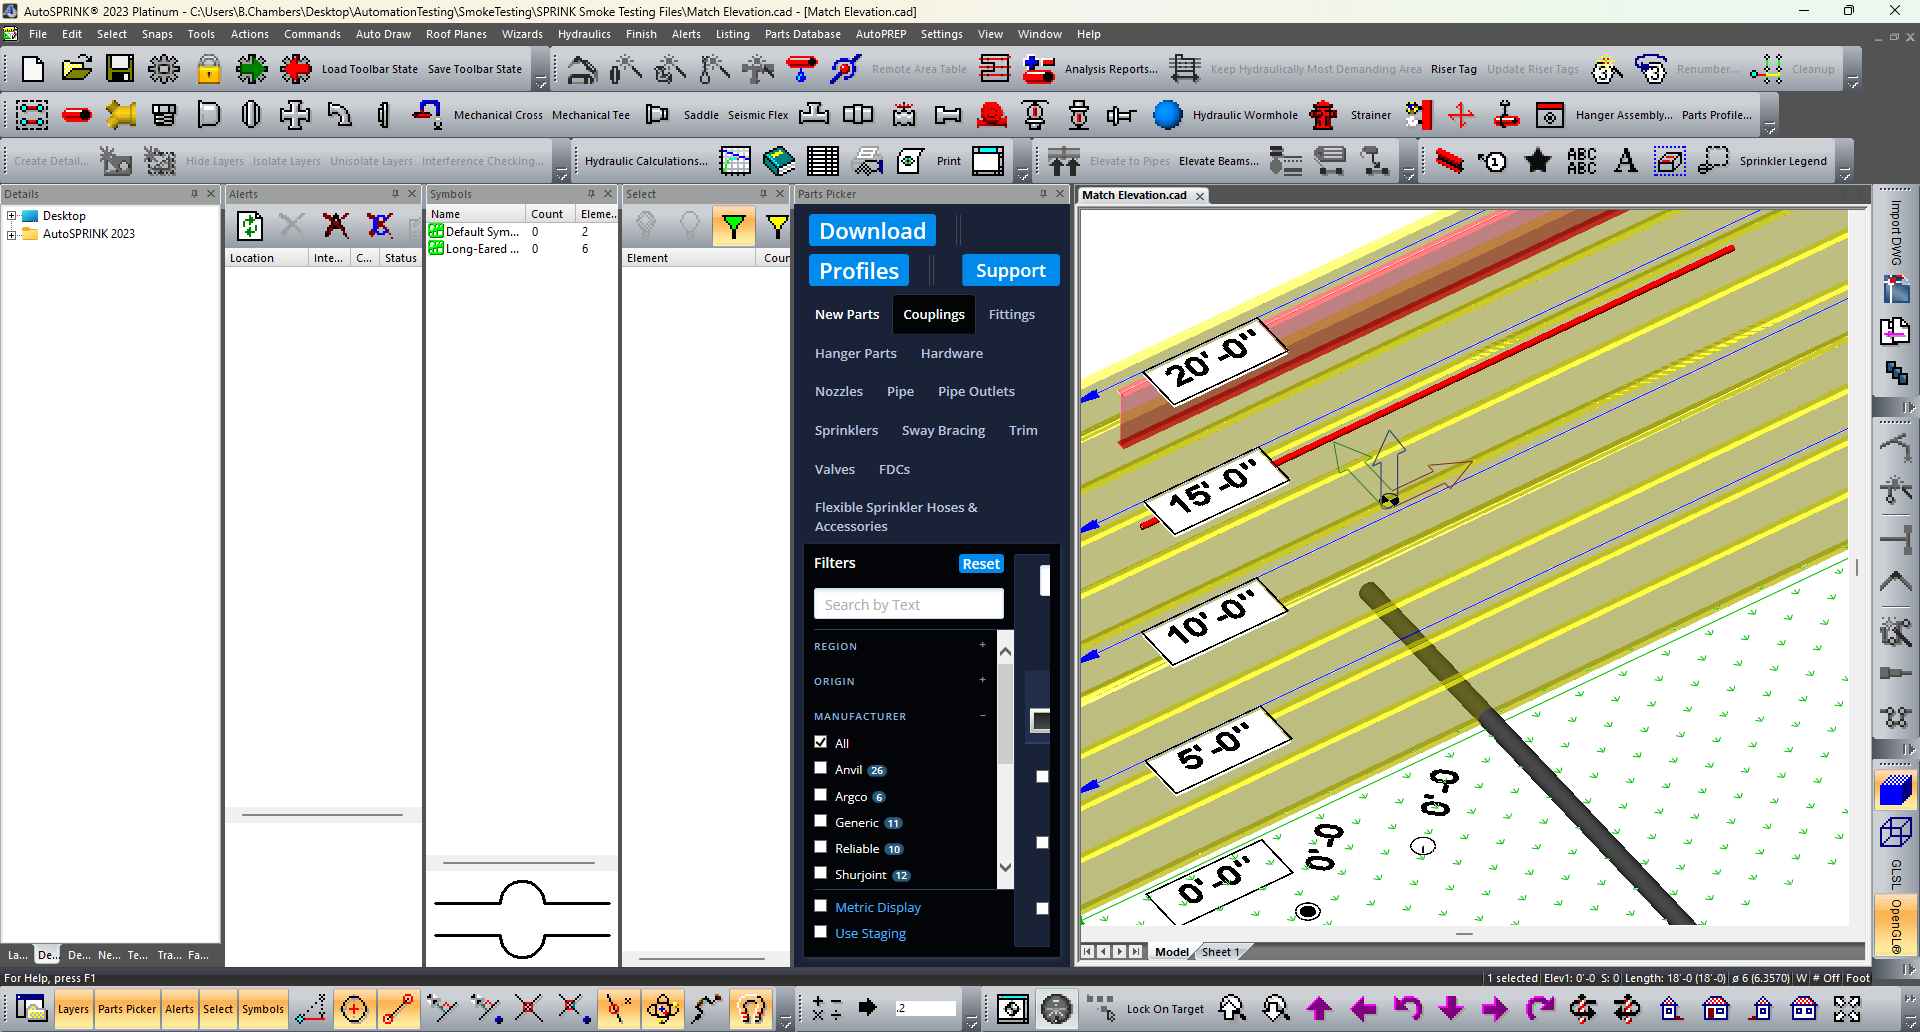 AutoSPRINK® 2023 Platinum - C:\Users\B.Chambers\Desktop\AutomationTesting\SmokeTesting\SPRINK Smoke Testing Files\Match Elevation.cad - [Match Elevation.cad]
File Edit Select Snaps Tools Actions Commands Auto Draw Roof Planes Wizards Hydraulics Finish Alerts Listing Parts Database AutoPREP Settings View Window Help
Load Toolbar State Save Toolbar State Remote Area Table Analysis Reports... Keep Hydraulically Most Demanding Area Riser Tag Update Riser Tags Renumber... Cleanup
Mechanical Cross Mechanical Tee Saddle Seismic Flex Hydraulic Wormhole Strainer Hanger Assembly... Parts Profile...
Create Detail... Hide Layers Isolate Layers Unisolate Layers Interference Checking... Hydraulic Calculations... Print Elevate to Pipes Elevate Beams... ABC ABC A Sprinkler Legend
Details Alerts Symbols Select Parts Picker Match Elevation.cad
Desktop
AutoSPRINK 2023
Location Inte... C... Status
Name Count Eleme...
Default Sym... 0 2
Long-Eared ... 0 6
Element Coun
Download
Profiles Support
New Parts Couplings Fittings
Hanger Parts Hardware
Nozzles Pipe Pipe Outlets
Sprinklers Sway Bracing Trim
Valves FDCs
Flexible Sprinkler Hoses &
Accessories
Filters Reset
Search by Text
REGION +
ORIGIN +
MANUFACTURER −
All
Anvil 26
Argco 6
Generic 11
Reliable 10
Shurjoint 12
Metric Display
Use Staging
20'-0"
15'-0"
10'-0"
5'-0"
0'-0"
0'-0
0'-0
Import DWG
GLSL
OpenGL®
La... De... De... Ne... Te... Tra... Fa...
Model Sheet 1
For Help, press F1
1 selected Elev1: 0'-0 S: 0 Length: 18'-0 (18'-0) ø 6 (6.3570) W # Off Foot
Layers Parts Picker Alerts Select Symbols .2 Lock On Target